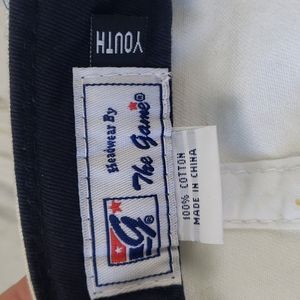 YOUTH
Headwear By
The Game®
G®
100% COTTON
MADE IN CHINA